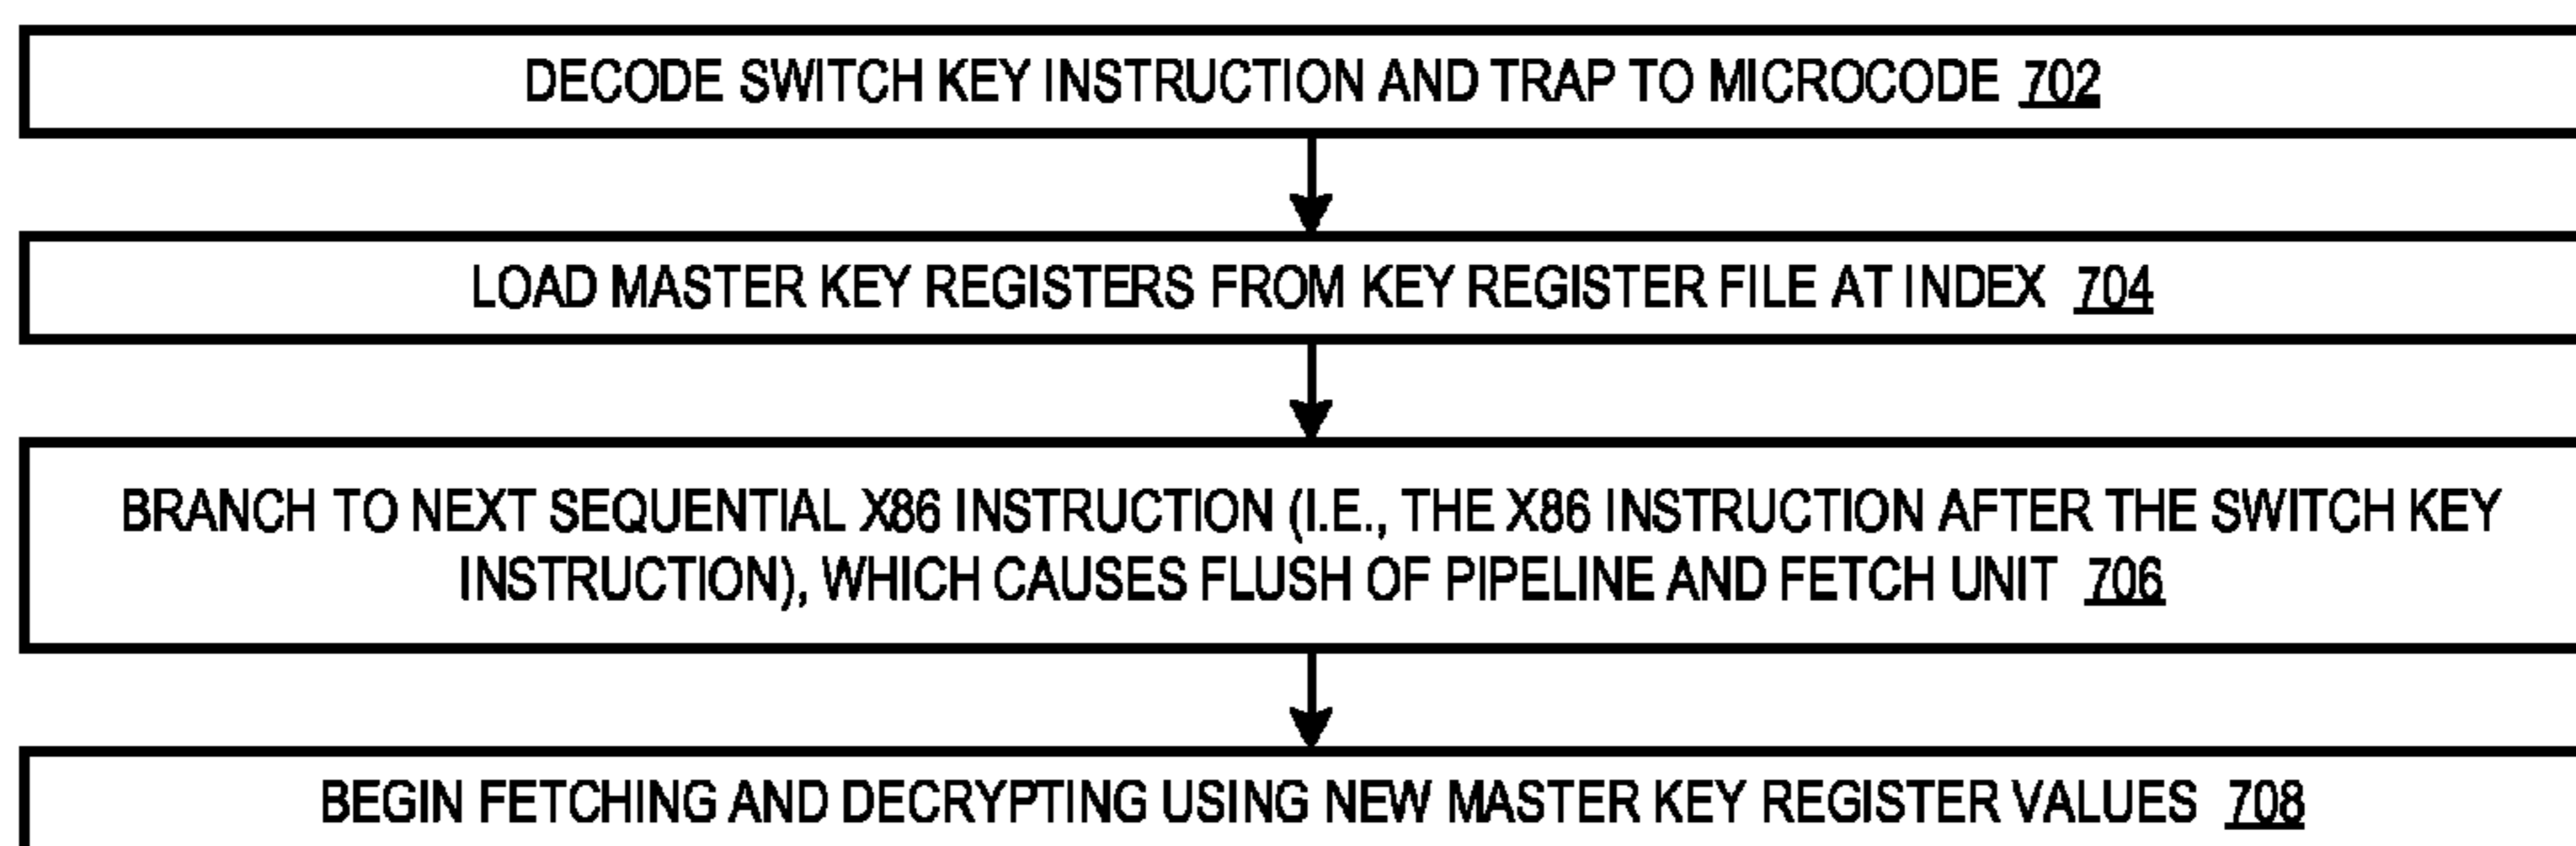 DECODE SWITCH KEY INSTRUCTION AND TRAP TO MICROCODE 702
LOAD MASTER KEY REGISTERS FROM KEY REGISTER FILE AT INDEX 704
BRANCH TO NEXT SEQUENTIAL X86 INSTRUCTION (I.E., THE X86 INSTRUCTION AFTER THE SWITCH KEY
INSTRUCTION), WHICH CAUSES FLUSH OF PIPELINE AND FETCH UNIT 706
BEGIN FETCHING AND DECRYPTING USING NEW MASTER KEY REGISTER VALUES 708